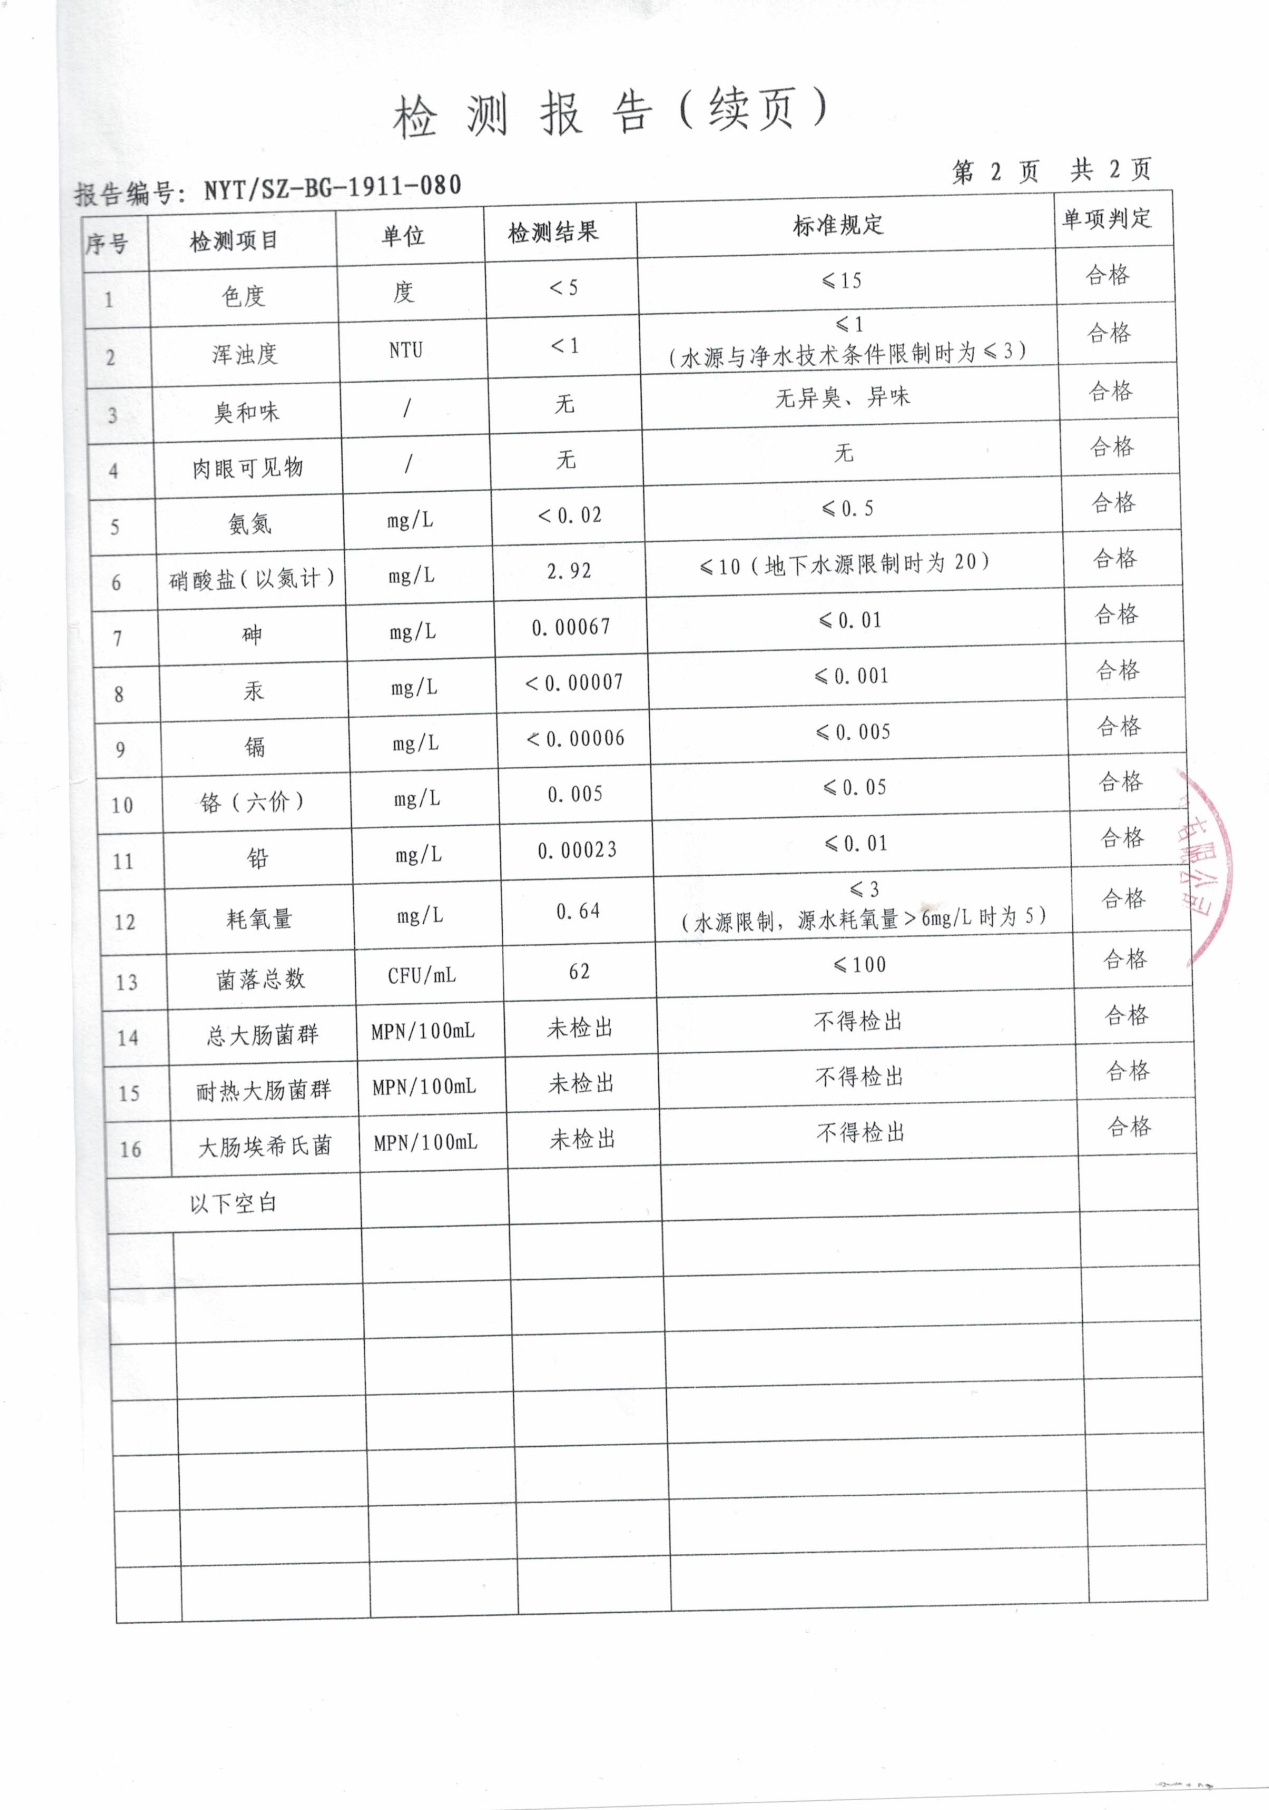 检测报告(续页)
报告编号: NYT/SZ-BG-1911-080
第 2 页 共 2 页
序号 检测项目 单位 检测结果 标准规定 单项判定
1 色度 度 <5 ≤15 合格
2 浑浊度 NTU <1 ≤1 合格
(水源与净水技术条件限制时为≤3)
3 臭和味 / 无 无异臭、异味 合格
4 肉眼可见物 / 无 无 合格
5 氨氮 mg/L <0.02 ≤0.5 合格
6 硝酸盐(以氮计) mg/L 2.92 ≤10(地下水源限制时为20) 合格
7 砷 mg/L 0.00067 ≤0.01 合格
8 汞 mg/L <0.00007 ≤0.001 合格
9 镉 mg/L <0.00006 ≤0.005 合格
10 铬(六价) mg/L 0.005 ≤0.05 合格
11 铅 mg/L 0.00023 ≤0.01 合格
12 耗氧量 mg/L 0.64 ≤3 合格
(水源限制, 源水耗氧量>6mg/L时为5)
13 菌落总数 CFU/mL 62 ≤100 合格
14 总大肠菌群 MPN/100mL 未检出 不得检出 合格
15 耐热大肠菌群 MPN/100mL 未检出 不得检出 合格
16 大肠埃希氏菌 MPN/100mL 未检出 不得检出 合格
以下空白
限公司